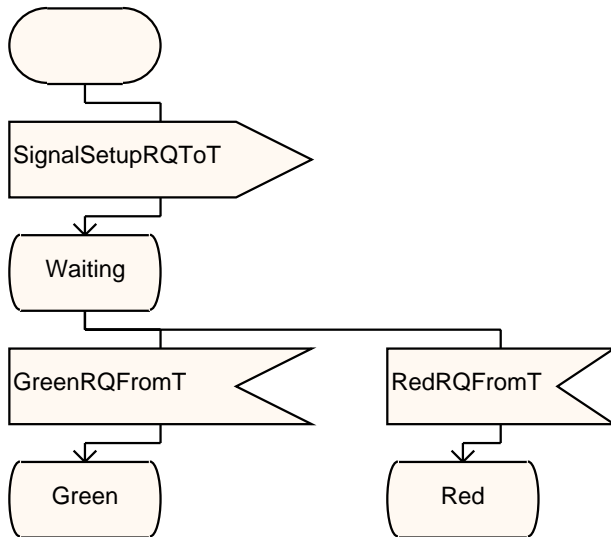 SignalSetupRQToT
Waiting
GreenRQFromT
RedRQFromT
Green
Red